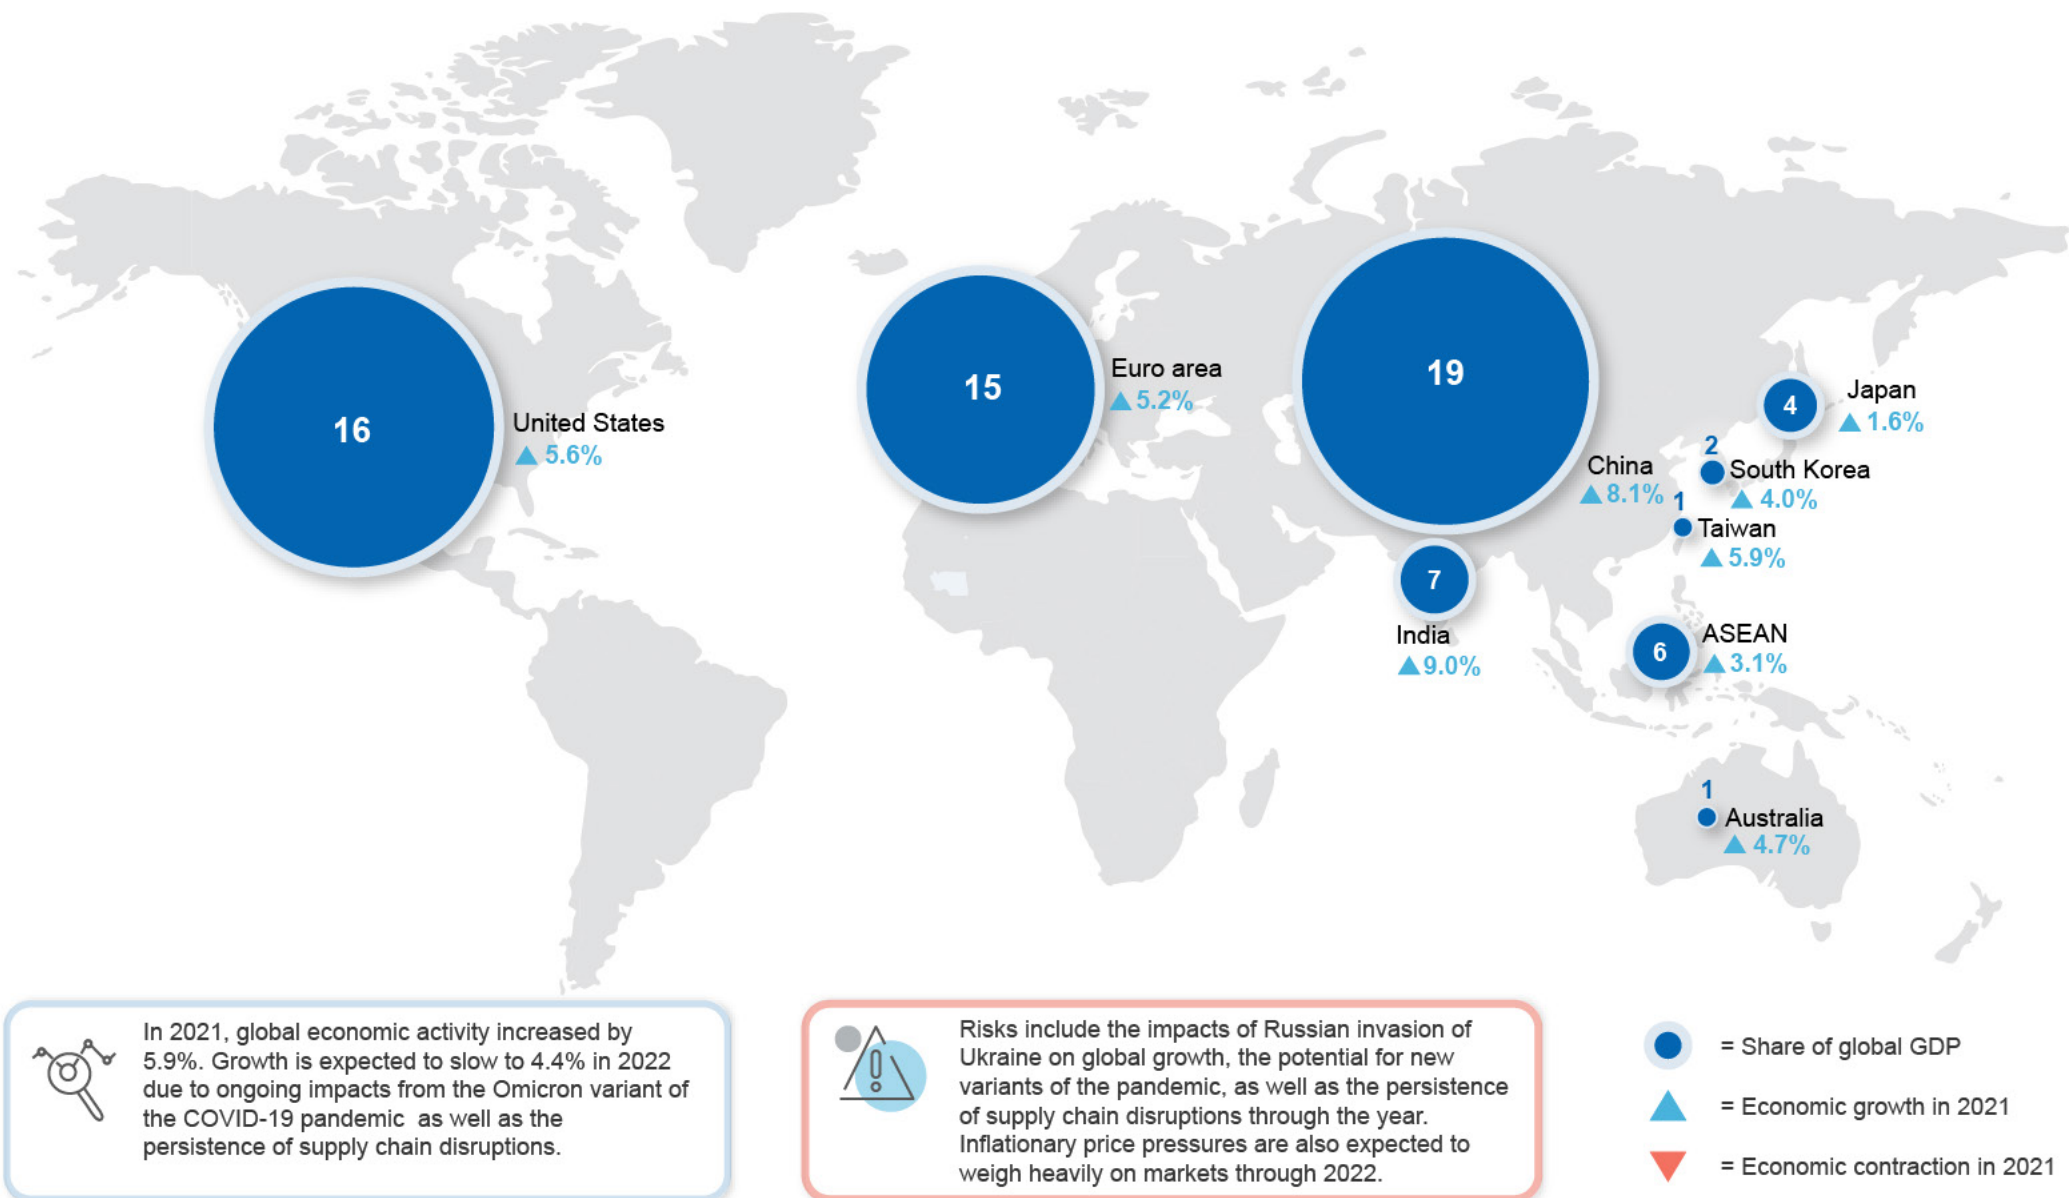 16
United States
5.6%
15
Euro area
5.2%
19
China
8.1%
4
Japan
1.6%
2
South Korea
4.0%
1
Taiwan
5.9%
7
India
9.0%
6
ASEAN
3.1%
1
Australia
4.7%
In 2021, global economic activity increased by
5.9%. Growth is expected to slow to 4.4% in 2022
due to ongoing impacts from the Omicron variant of
the COVID-19 pandemic as well as the
persistence of supply chain disruptions.
Risks include the impacts of Russian invasion of
Ukraine on global growth, the potential for new
variants of the pandemic, as well as the persistence
of supply chain disruptions through the year.
Inflationary price pressures are also expected to
weigh heavily on markets through 2022.
= Share of global GDP
= Economic growth in 2021
= Economic contraction in 2021